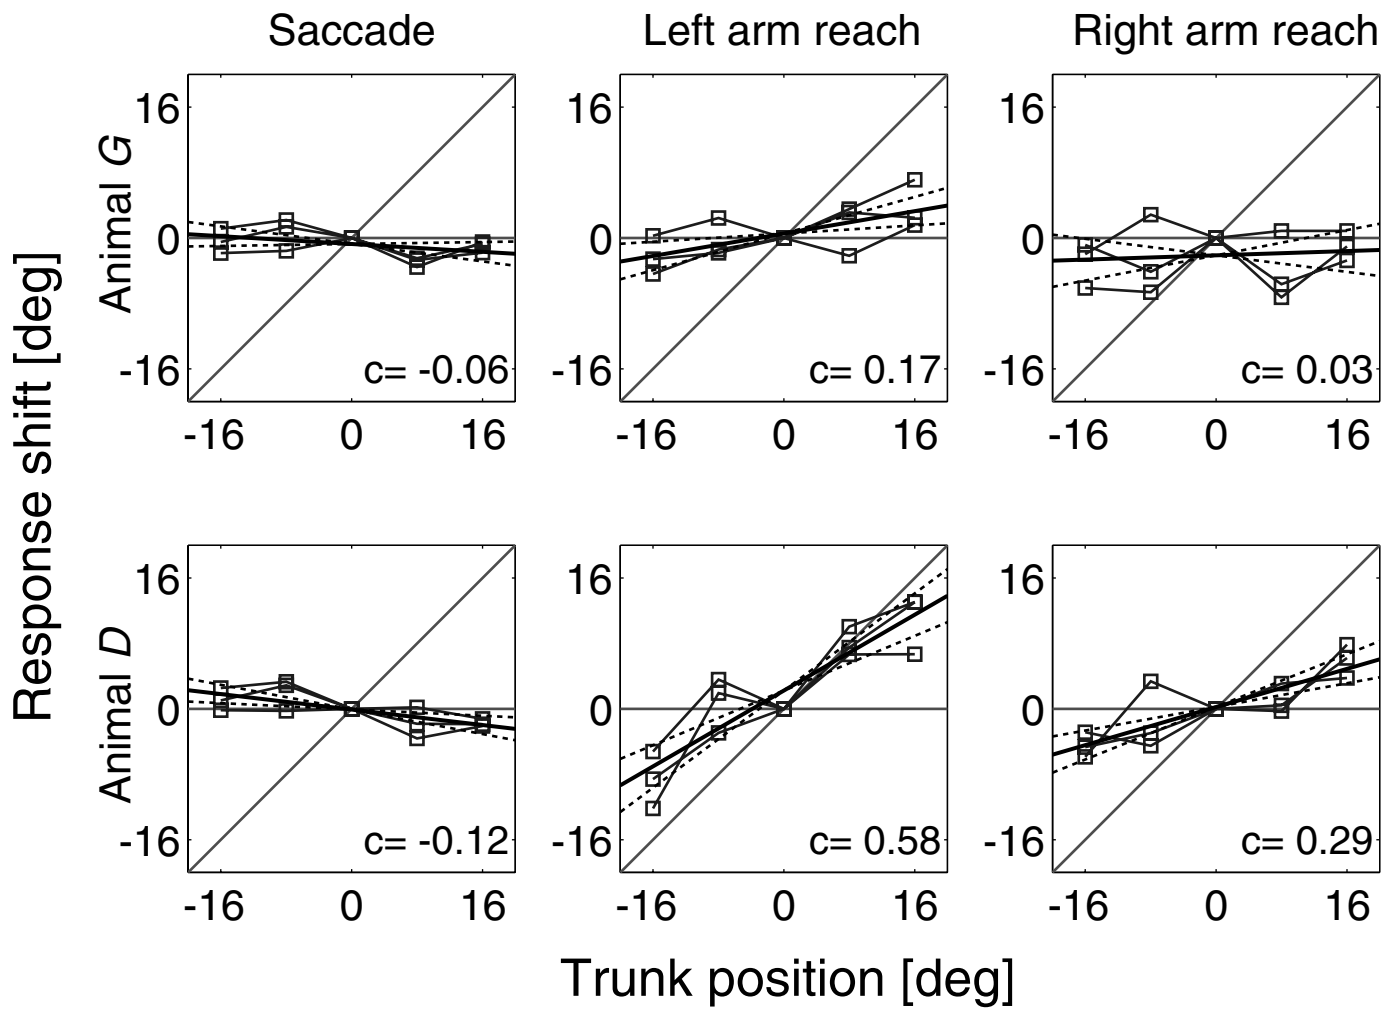 Saccade
Left arm reach
Right arm reach
Response shift [deg]
Animal G
16
0
-16
c= -0.06
-16 0 16
16
0
-16
c= 0.17
-16 0 16
16
0
-16
c= 0.03
-16 0 16
Animal D
16
0
-16
c= -0.12
-16 0 16
16
0
-16
c= 0.58
-16 0 16
16
0
-16
c= 0.29
-16 0 16
Trunk position [deg]